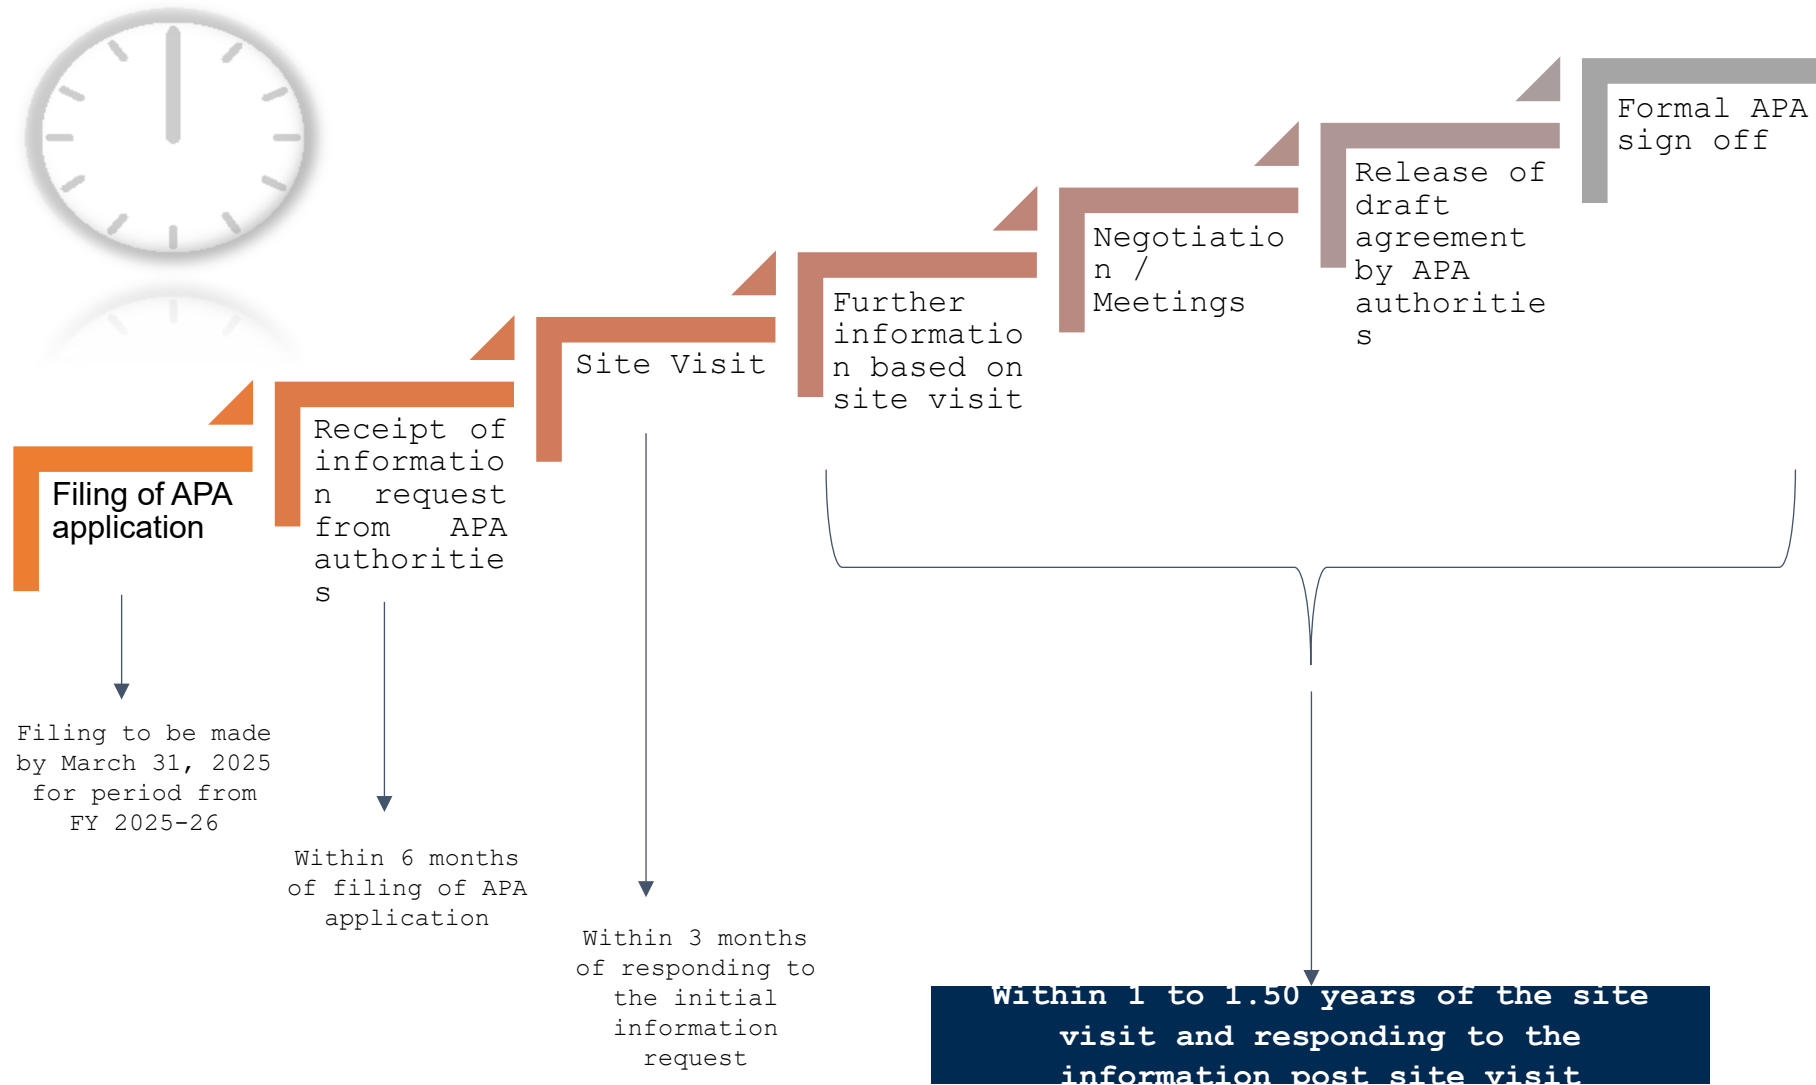 Filing of APA
application
Receipt of
informatio
n request
from APA
authoritie
s
Site Visit
Further
informatio
n based on
site visit
Negotiatio
n /
Meetings
Release of
draft
agreement
by APA
authoritie
s
Formal APA
sign off
Filing to be made
by March 31, 2025
for period from
FY 2025-26
Within 6 months
of filing of APA
application
Within 3 months
of responding to
the initial
information
request
Within 1 to 1.50 years of the site
visit and responding to the
information post site visit